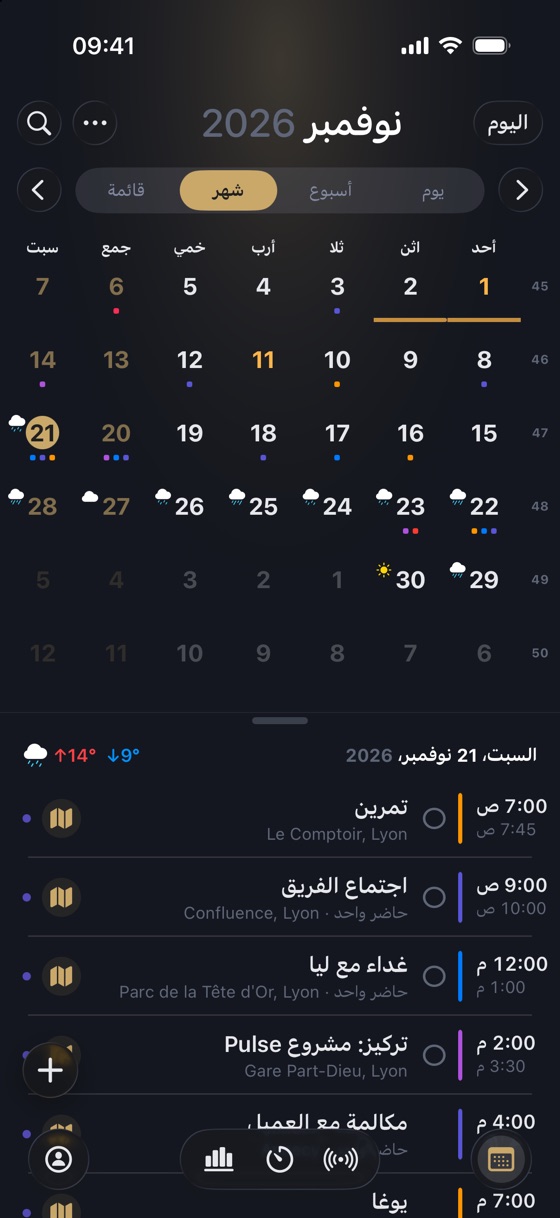 09:41
اليوم
نوفمبر 2026
يوم
أسبوع
شهر
قائمة
أحد اثن ثلا أرب خمي جمع سبت
45 1 2 3 4 5 6 7
46 8 9 10 11 12 13 14
47 15 16 17 18 19 20 21
48 22 23 24 25 26 27 28
49 29 30 1 2 3 4 5
50 6 7 8 9 10 11 12
السبت، 21 نوفمبر، 2026
↓9° ↑14°
7:00 ص
7:45 ص
تمرين
Le Comptoir, Lyon
9:00 ص
10:00 ص
اجتماع الفريق
حاضر واحد · Confluence, Lyon
12:00 م
1:00 م
غداء مع ليا
حاضر واحد · Parc de la Tête d'Or, Lyon
2:00 م
3:30 م
تركيز: مشروع Pulse
Gare Part-Dieu, Lyon
4:00 م
مكالمة مع العميل
7:00 م
يوغا